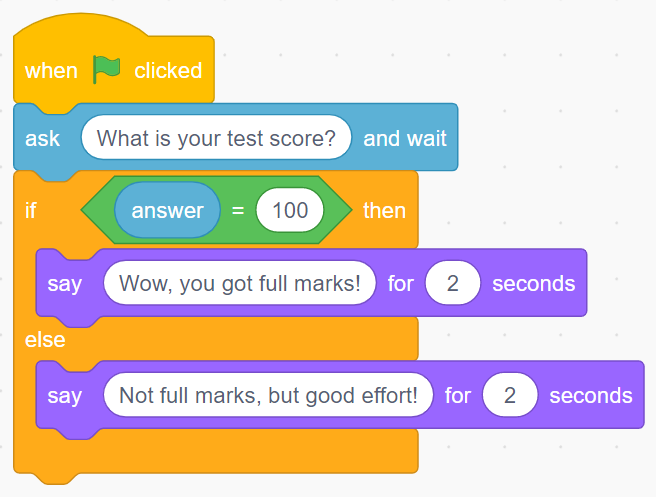 when clicked
ask What is your test score? and wait
if answer = 100 then
say Wow, you got full marks! for 2 seconds
else
say Not full marks, but good effort! for 2 seconds